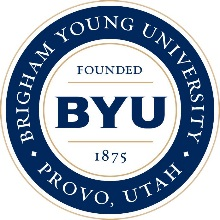 BRIGHAM YOUNG UNIVERSITY
FOUNDED
BYU
1875
PROVO, UTAH